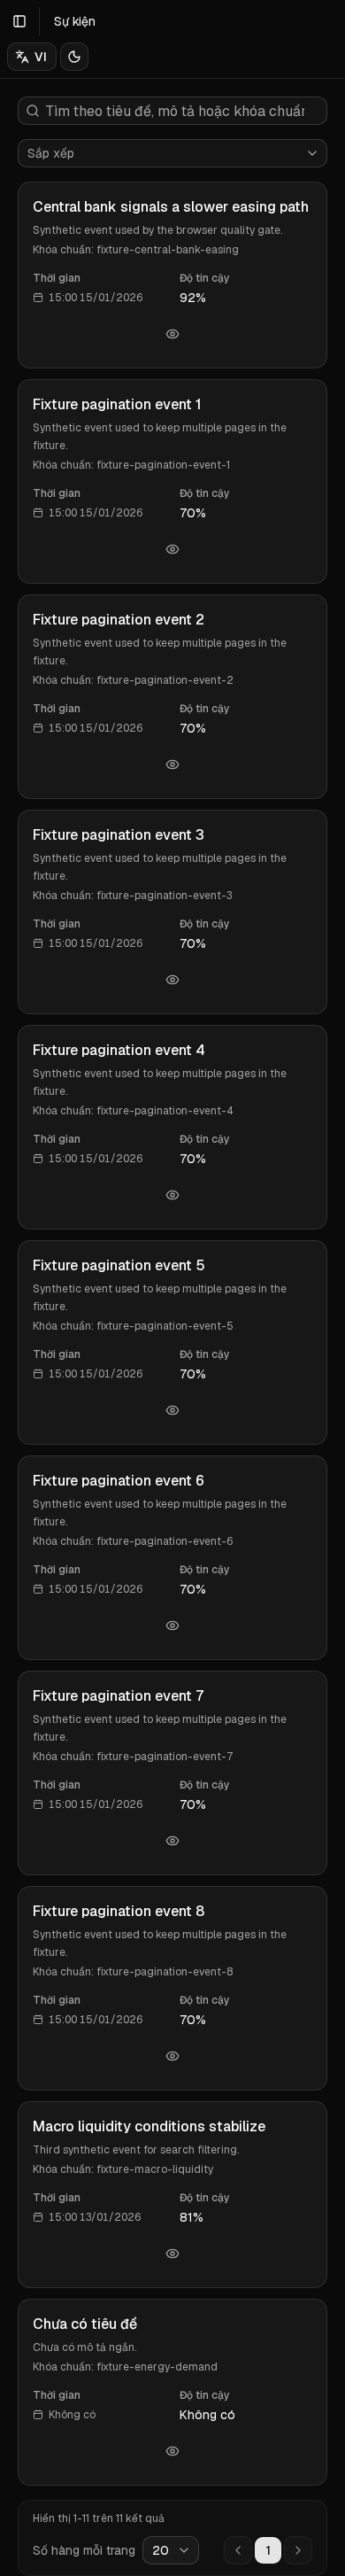 Sự kiện
VI
Tìm theo tiêu đề, mô tả hoặc khóa chuẩn
Sắp xếp
Central bank signals a slower easing path
Synthetic event used by the browser quality gate.
Khóa chuẩn: fixture-central-bank-easing
Thời gian Độ tin cậy
15:00 15/01/2026 92%
Fixture pagination event 1
Synthetic event used to keep multiple pages in the
fixture.
Khóa chuẩn: fixture-pagination-event-1
Thời gian Độ tin cậy
15:00 15/01/2026 70%
Fixture pagination event 2
Synthetic event used to keep multiple pages in the
fixture.
Khóa chuẩn: fixture-pagination-event-2
Thời gian Độ tin cậy
15:00 15/01/2026 70%
Fixture pagination event 3
Synthetic event used to keep multiple pages in the
fixture.
Khóa chuẩn: fixture-pagination-event-3
Thời gian Độ tin cậy
15:00 15/01/2026 70%
Fixture pagination event 4
Synthetic event used to keep multiple pages in the
fixture.
Khóa chuẩn: fixture-pagination-event-4
Thời gian Độ tin cậy
15:00 15/01/2026 70%
Fixture pagination event 5
Synthetic event used to keep multiple pages in the
fixture.
Khóa chuẩn: fixture-pagination-event-5
Thời gian Độ tin cậy
15:00 15/01/2026 70%
Fixture pagination event 6
Synthetic event used to keep multiple pages in the
fixture.
Khóa chuẩn: fixture-pagination-event-6
Thời gian Độ tin cậy
15:00 15/01/2026 70%
Fixture pagination event 7
Synthetic event used to keep multiple pages in the
fixture.
Khóa chuẩn: fixture-pagination-event-7
Thời gian Độ tin cậy
15:00 15/01/2026 70%
Fixture pagination event 8
Synthetic event used to keep multiple pages in the
fixture.
Khóa chuẩn: fixture-pagination-event-8
Thời gian Độ tin cậy
15:00 15/01/2026 70%
Macro liquidity conditions stabilize
Third synthetic event for search filtering.
Khóa chuẩn: fixture-macro-liquidity
Thời gian Độ tin cậy
15:00 13/01/2026 81%
Chưa có tiêu đề
Chưa có mô tả ngắn.
Khóa chuẩn: fixture-energy-demand
Thời gian Độ tin cậy
Không có Không có
Hiển thị 1-11 trên 11 kết quả
Số hàng mỗi trang 20 1